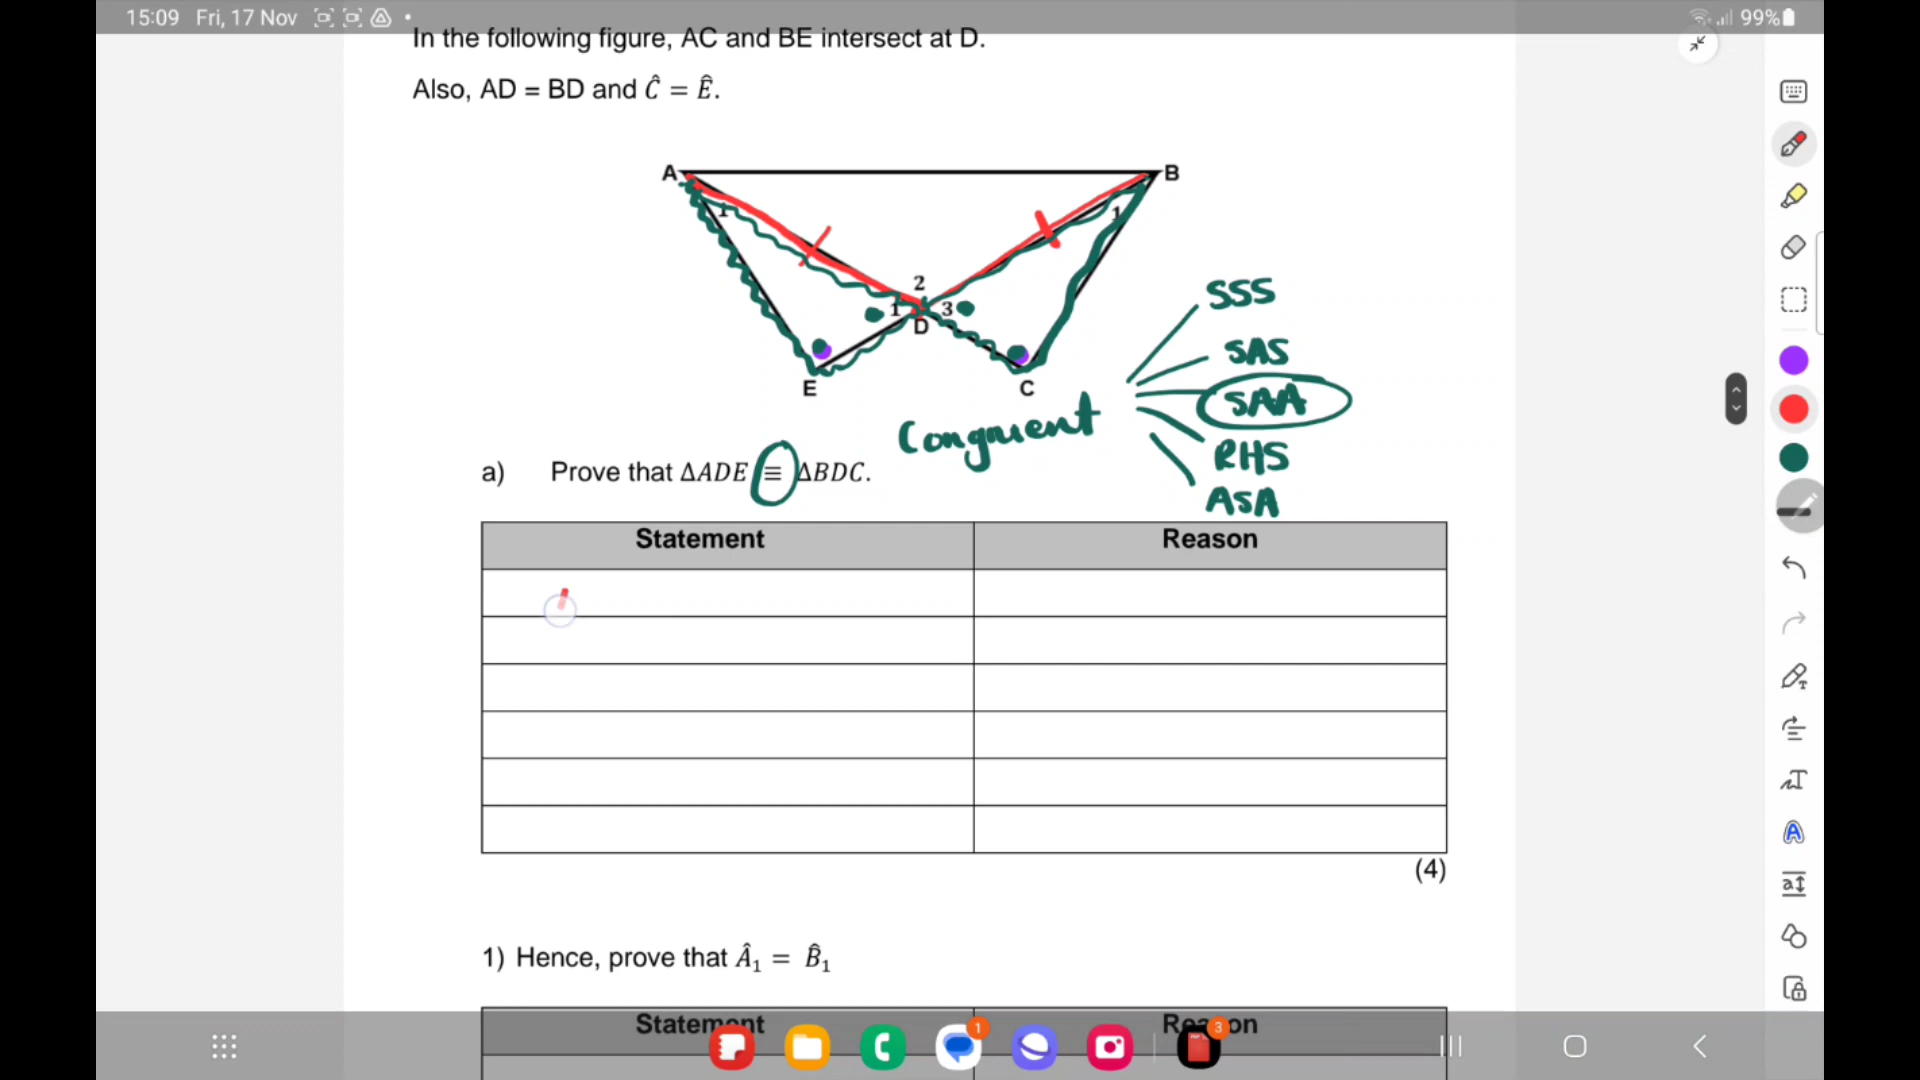 15:09 Fri, 17 Nov 99%
In the following figure, AC and BE intersect at D.
Also, AD = BD and Ĉ = Ê.
A B
1 1
2
1 3
D
E C
SSS
SAS
SAA
RHS
ASA
Congruent
a) Prove that ΔADE ≡ ΔBDC.
Statement Reason
(4)
1) Hence, prove that Â₁ = B̂₁
Statement Reason
1 3